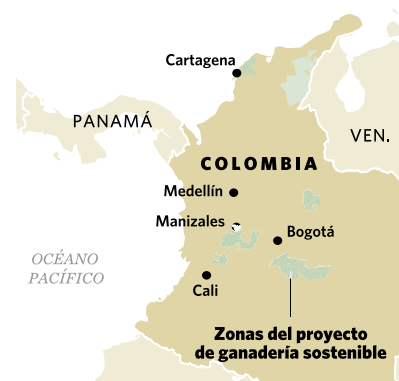 Cartagena
PANAMÁ
VEN.
COLOMBIA
Medellín
Manizales
Bogotá
OCÉANO
PACÍFICO
Cali
Zonas del proyecto
de ganadería sostenible